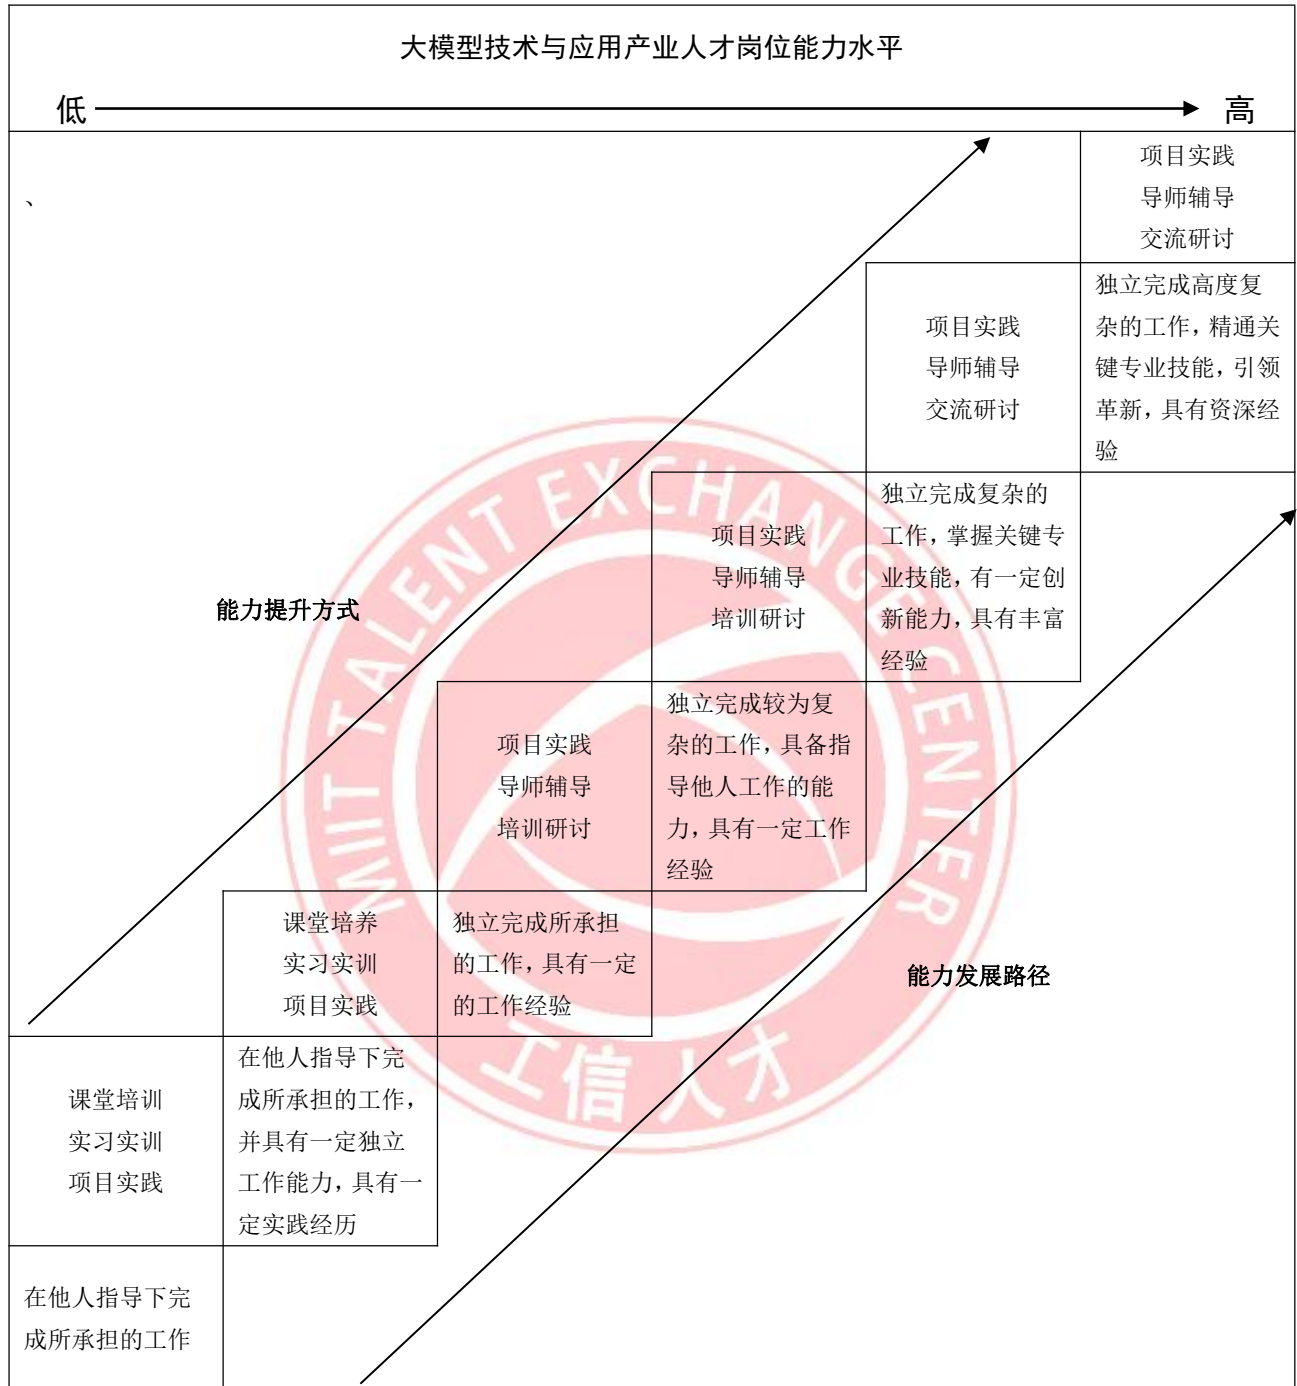 大模型技术与应用产业人才岗位能力水平
低
高
、
项目实践
导师辅导
交流研讨
项目实践
导师辅导
交流研讨
独立完成高度复
杂的工作，精通关
键专业技能，引领
革新，具有资深经
验
能力提升方式
项目实践
导师辅导
培训研讨
独立完成复杂的
工作，掌握关键专
业技能，有一定创
新能力，具有丰富
经验
项目实践
导师辅导
培训研讨
独立完成较为复
杂的工作，具备指
导他人工作的能
力，具有一定工作
经验
课堂培养
实习实训
项目实践
独立完成所承担
的工作，具有一定
的工作经验
能力发展路径
课堂培训
实习实训
项目实践
在他人指导下完
成所承担的工作，
并具有一定独立
工作能力，具有一
定实践经历
在他人指导下完
成所承担的工作
MIIT TALENT EXCHANGE CENTER
工信人才